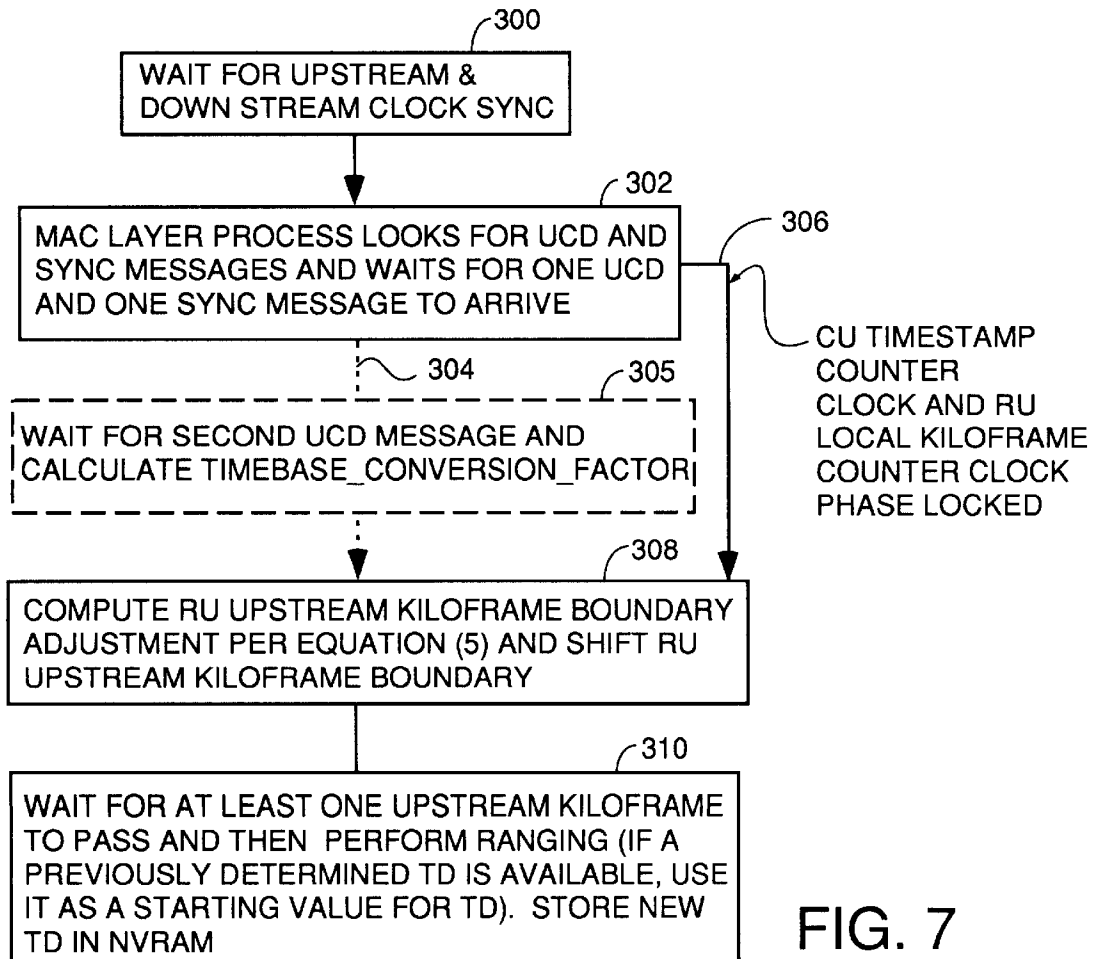 300
WAIT FOR UPSTREAM &
DOWN STREAM CLOCK SYNC
302
MAC LAYER PROCESS LOOKS FOR UCD AND
SYNC MESSAGES AND WAITS FOR ONE UCD
AND ONE SYNC MESSAGE TO ARRIVE
306
CU TIMESTAMP
COUNTER
CLOCK AND RU
LOCAL KILOFRAME
COUNTER CLOCK
PHASE LOCKED
304
305
WAIT FOR SECOND UCD MESSAGE AND
CALCULATE TIMEBASE_CONVERSION_FACTOR
308
COMPUTE RU UPSTREAM KILOFRAME BOUNDARY
ADJUSTMENT PER EQUATION (5) AND SHIFT RU
UPSTREAM KILOFRAME BOUNDARY
310
WAIT FOR AT LEAST ONE UPSTREAM KILOFRAME
TO PASS AND THEN PERFORM RANGING (IF A
PREVIOUSLY DETERMINED TD IS AVAILABLE, USE
IT AS A STARTING VALUE FOR TD). STORE NEW
TD IN NVRAM
FIG. 7